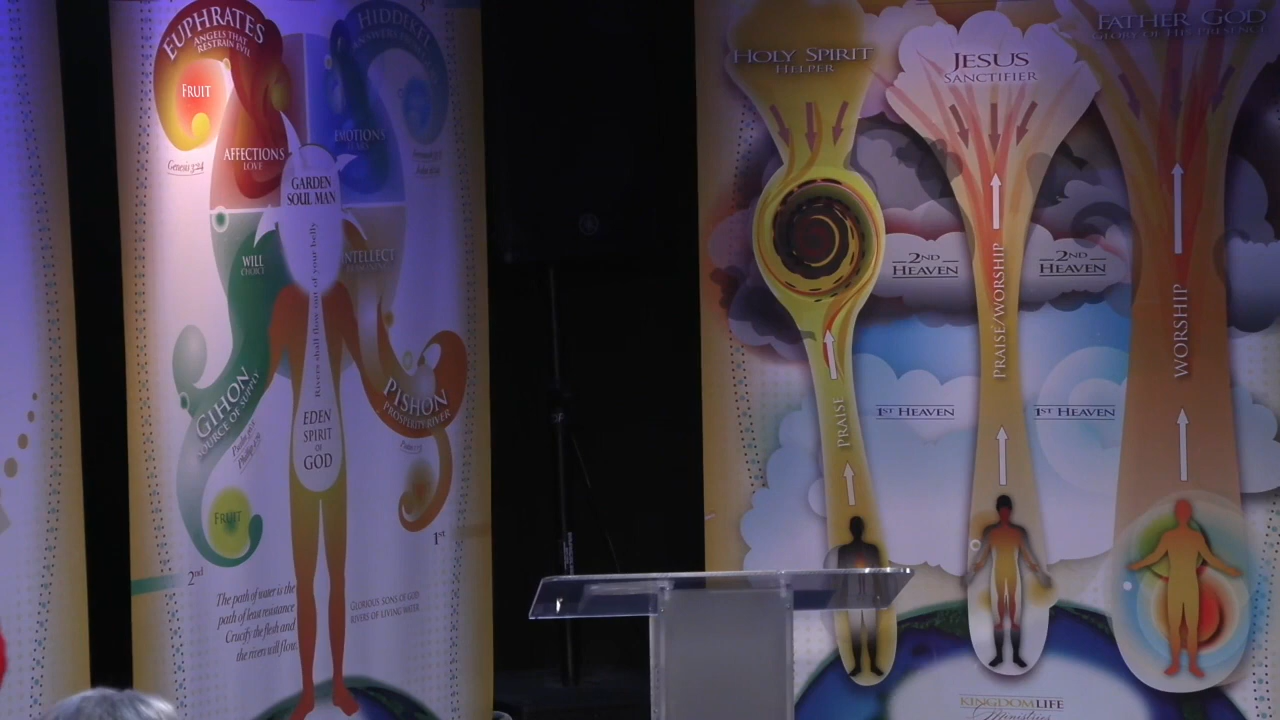 EUPHRATES
ANGELS THAT
RESTRAIN EVIL
FRUIT
Genesis 3:24
AFFECTIONS
LOVE
HIDDEKEL
EMOTIONS
GARDEN
SOUL MAN
WILL
CHOICE
INTELLECT
Rivers shall flow out of your belly
GIHON
SOURCE OF SUPPLY
PISHON
PROSPERITY RIVER
EDEN
SPIRIT
OF
GOD
FRUIT
1st
2nd
The path of water is the
path of least resistance
Crucify the flesh and
the rivers will flow.
GLORIOUS SONS OF GOD
RIVERS OF LIVING WATER
HOLY SPIRIT
HELPER
JESUS
SANCTIFIER
FATHER GOD
GLORY OF HIS PRESENCE
2ND
HEAVEN
2ND
HEAVEN
PRAISE
PRAISE/WORSHIP
WORSHIP
1ST HEAVEN
1ST HEAVEN
KINGDOMLIFE
Ministries